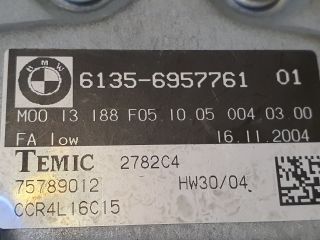 BMW
6135-6957761 01
M00 13 188 F05 10 05 004 03 00
FA low 16.11.2004
TEMIC 2782C4
75789012 HW30/04
CCR4L16C15